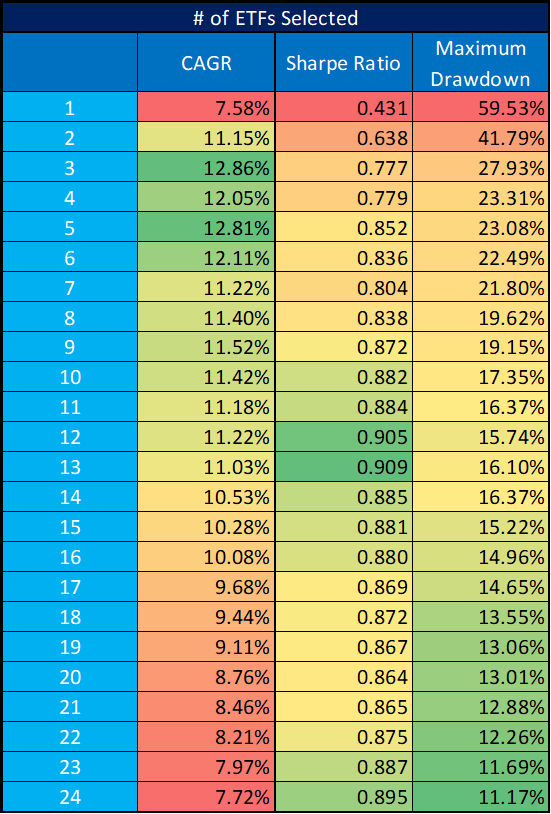 # of ETFs Selected
CAGR Sharpe Ratio Maximum
Drawdown
1 7.58% 0.431 59.53%
2 11.15% 0.638 41.79%
3 12.86% 0.777 27.93%
4 12.05% 0.779 23.31%
5 12.81% 0.852 23.08%
6 12.11% 0.836 22.49%
7 11.22% 0.804 21.80%
8 11.40% 0.838 19.62%
9 11.52% 0.872 19.15%
10 11.42% 0.882 17.35%
11 11.18% 0.884 16.37%
12 11.22% 0.905 15.74%
13 11.03% 0.909 16.10%
14 10.53% 0.885 16.37%
15 10.28% 0.881 15.22%
16 10.08% 0.880 14.96%
17 9.68% 0.869 14.65%
18 9.44% 0.872 13.55%
19 9.11% 0.867 13.06%
20 8.76% 0.864 13.01%
21 8.46% 0.865 12.88%
22 8.21% 0.875 12.26%
23 7.97% 0.887 11.69%
24 7.72% 0.895 11.17%